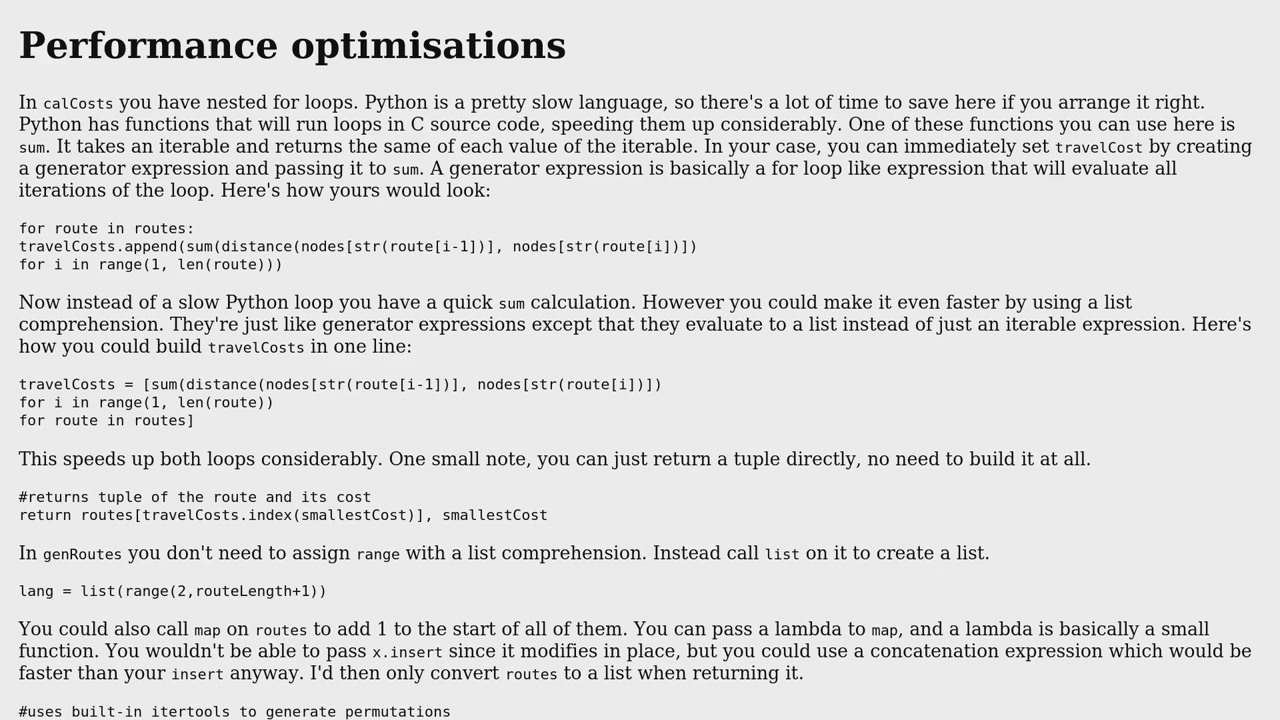 Performance optimisations
In calCosts you have nested for loops. Python is a pretty slow language, so there's a lot of time to save here if you arrange it right.
Python has functions that will run loops in C source code, speeding them up considerably. One of these functions you can use here is
sum. It takes an iterable and returns the same of each value of the iterable. In your case, you can immediately set travelCost by creating
a generator expression and passing it to sum. A generator expression is basically a for loop like expression that will evaluate all
iterations of the loop. Here's how yours would look:
for route in routes:
travelCosts.append(sum(distance(nodes[str(route[i-1])], nodes[str(route[i])])
for i in range(1, len(route)))
Now instead of a slow Python loop you have a quick sum calculation. However you could make it even faster by using a list
comprehension. They're just like generator expressions except that they evaluate to a list instead of just an iterable expression. Here's
how you could build travelCosts in one line:
travelCosts = [sum(distance(nodes[str(route[i-1])], nodes[str(route[i])])
for i in range(1, len(route))
for route in routes]
This speeds up both loops considerably. One small note, you can just return a tuple directly, no need to build it at all.
#returns tuple of the route and its cost
return routes[travelCosts.index(smallestCost)], smallestCost
In genRoutes you don't need to assign range with a list comprehension. Instead call list on it to create a list.
lang = list(range(2,routeLength+1))
You could also call map on routes to add 1 to the start of all of them. You can pass a lambda to map, and a lambda is basically a small
function. You wouldn't be able to pass x.insert since it modifies in place, but you could use a concatenation expression which would be
faster than your insert anyway. I'd then only convert routes to a list when returning it.
#uses built-in itertools to generate permutations